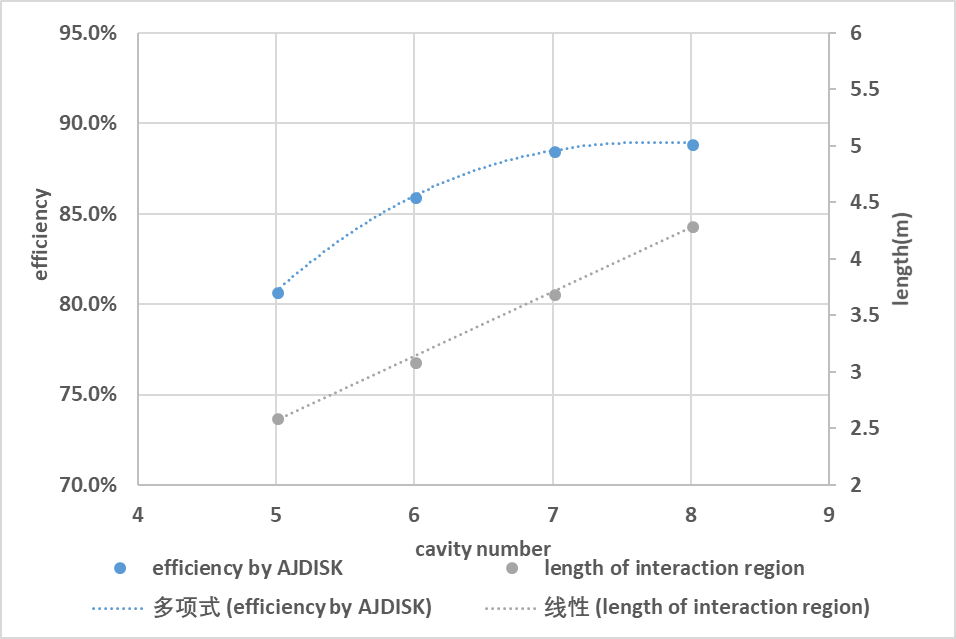 95.0%
90.0%
85.0%
80.0%
75.0%
70.0%
efficiency
6
5.5
5
4.5
4
3.5
3
2.5
2
length(m)
4 5 6 7 8 9
cavity number
efficiency by AJDISK length of interaction region
多项式 (efficiency by AJDISK) 线性 (length of interaction region)